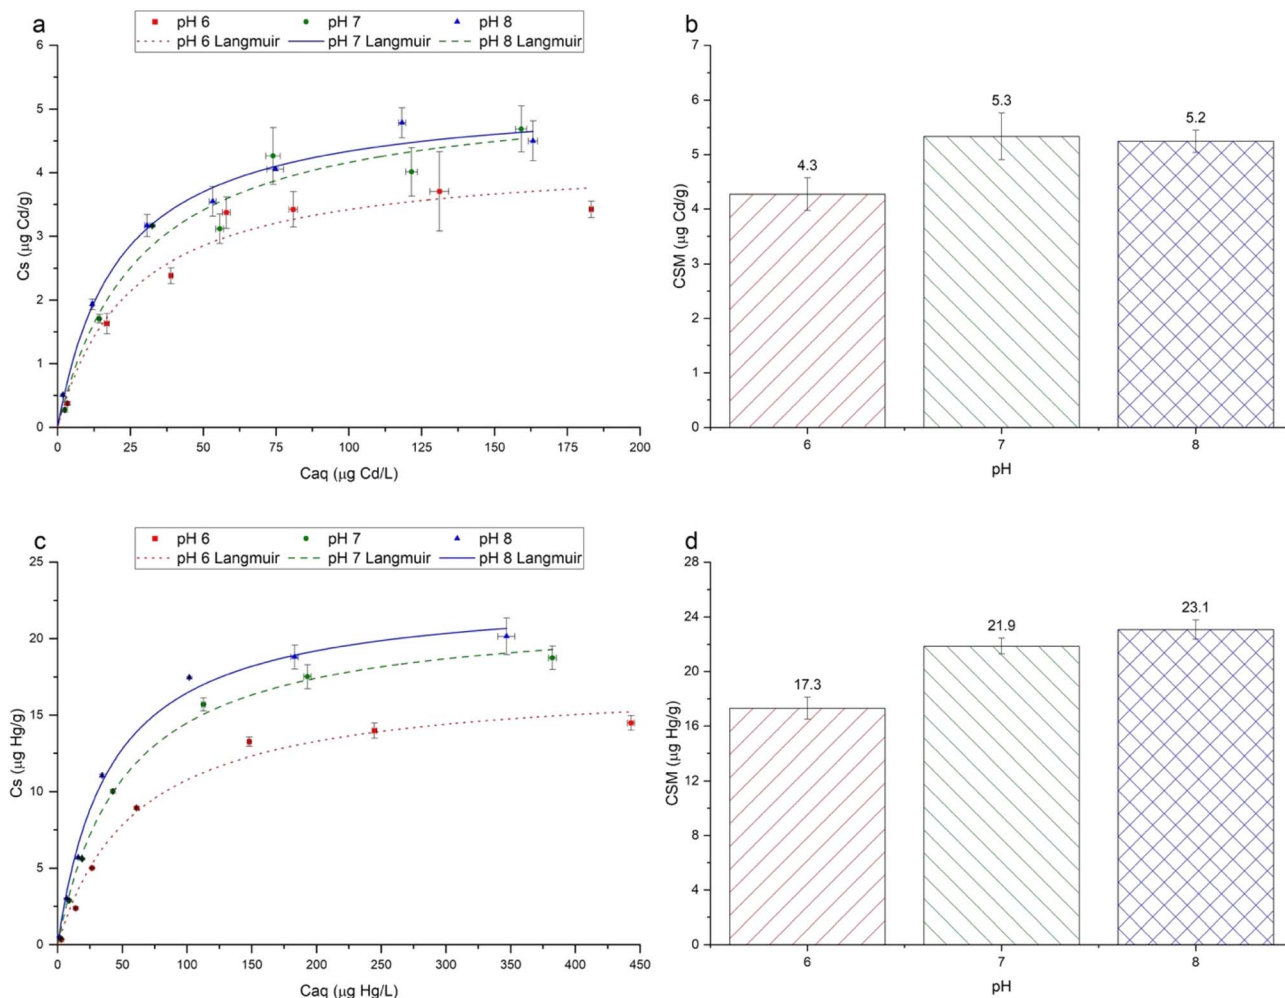 a
pH 6 pH 7 pH 8
pH 6 Langmuir pH 7 Langmuir pH 8 Langmuir
6
5
4
3
2
1
0
Cs (μg Cd/g)
0 25 50 75 100 125 150 175 200
Caq (μg Cd/L)
b
7
6
5
4
3
2
1
0
CSM (μg Cd/g)
4.3 5.3 5.2
6 7 8
pH
c
pH 6 pH 7 pH 8
pH 6 Langmuir pH 7 Langmuir pH 8 Langmuir
25
20
15
10
5
0
Cs (μg Hg/g)
0 50 100 150 200 250 300 350 400 450
Caq (μg Hg/L)
d
28
24
20
16
12
8
4
0
CSM (μg Hg/g)
17.3 21.9 23.1
6 7 8
pH